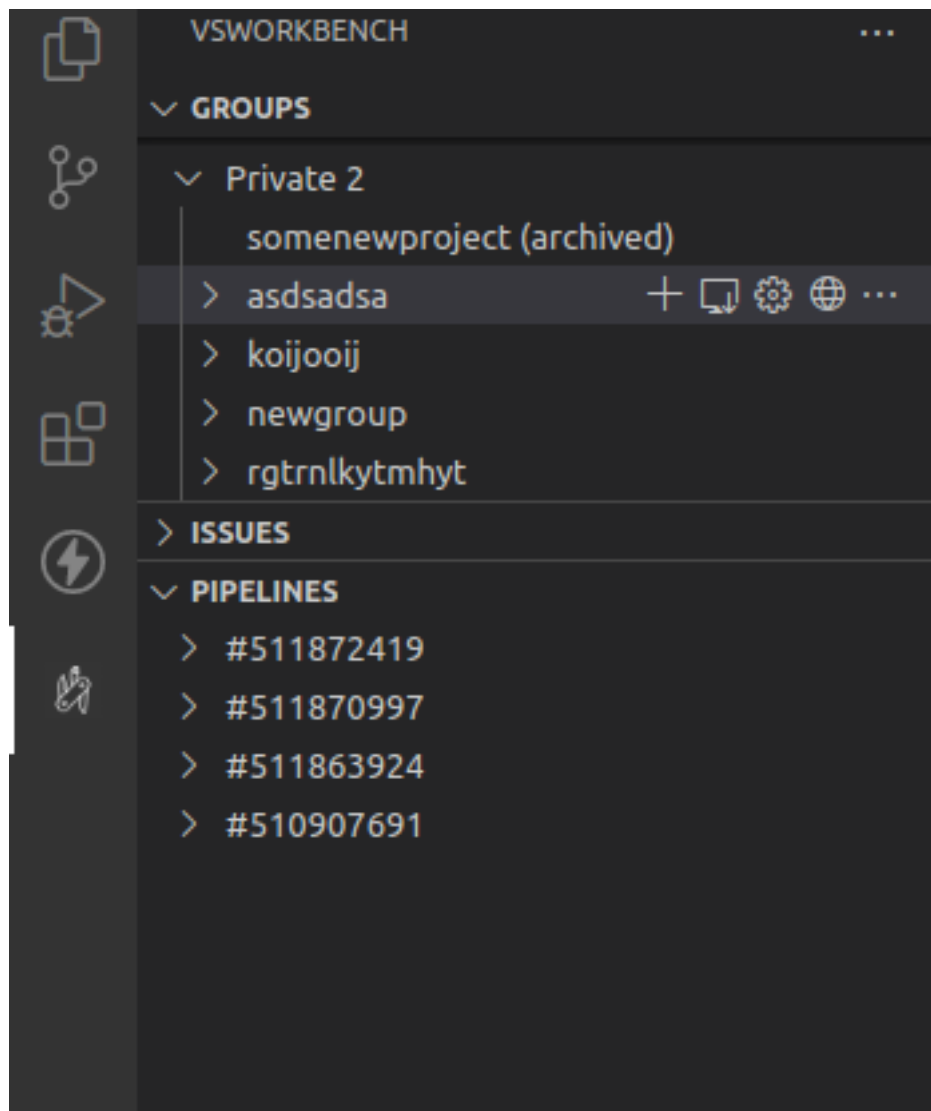 VSWORKBENCH
GROUPS
Private 2
somenewproject (archived)
asdsadsa
koijooij
newgroup
rgtrnlkytmhyt
ISSUES
PIPELINES
#511872419
#511870997
#511863924
#510907691